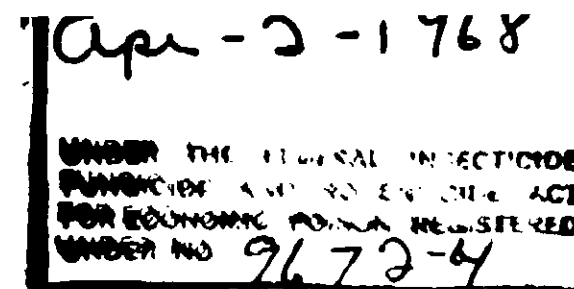 Apr - 2 - 1968
UNDER THE FEDERAL INSECTICIDE
FUNGICIDE AND RODENTICIDE ACT
FOR ECONOMIC POISON REGISTERED
UNDER NO 9672-4